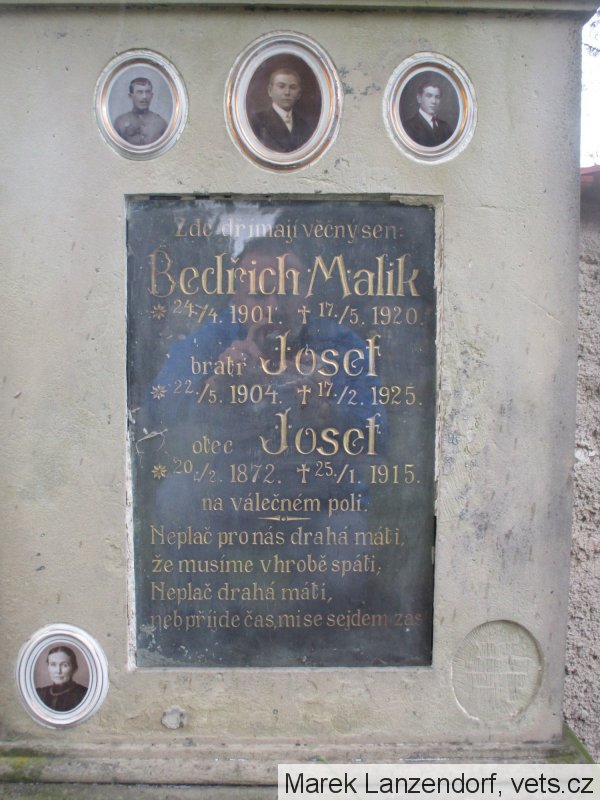 Zde dřímají věčný sen:
Bedřich Malik
* 24./4. 1901. † 17./5. 1920.
bratr Josef
* 22./5. 1904. † 17./2. 1925.
otec Josef
* 20./2. 1872. † 25./1. 1915.
na válečném poli.
Neplač pro nás drahá máti,
že musíme v hrobě spáti;
Neplač drahá máti,
neb příjde čas, mi se sejdem zas
Marek Lanzendorf, vets.cz